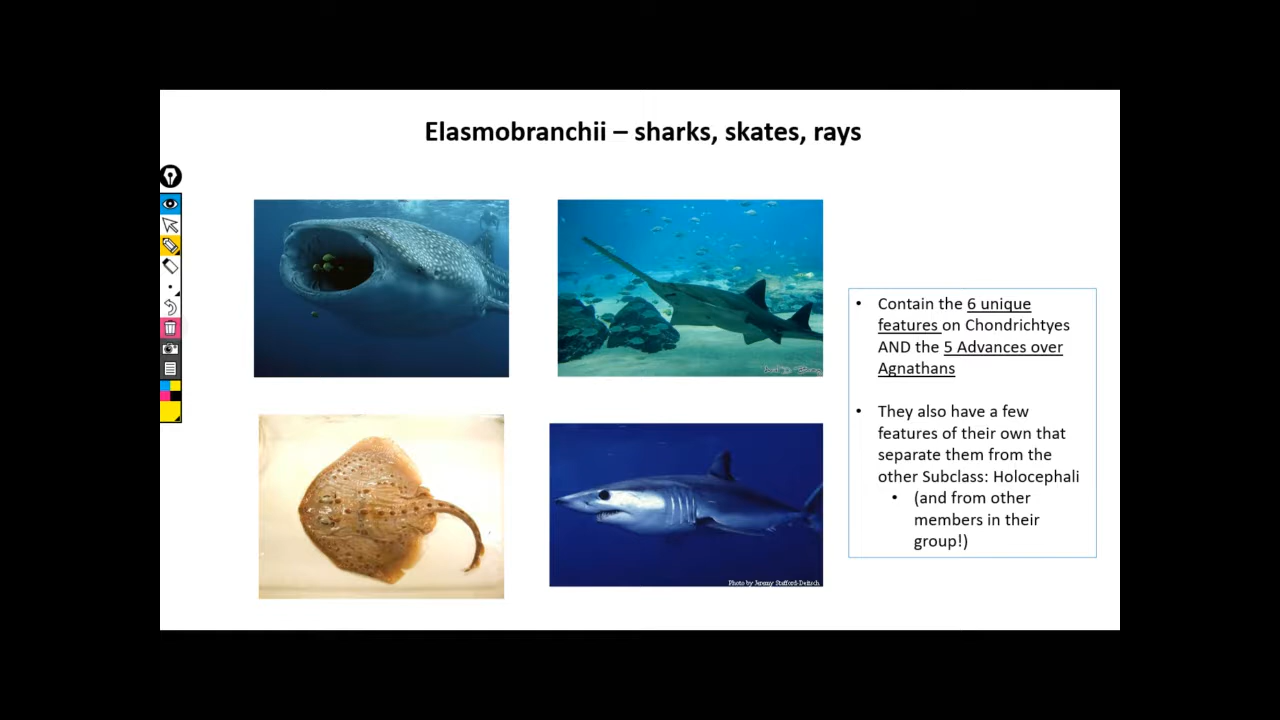 Elasmobranchii – sharks, skates, rays
• Contain the 6 unique
features on Chondrichtyes
AND the 5 Advances over
Agnathans
• They also have a few
features of their own that
separate them from the
other Subclass: Holocephali
• (and from other
members in their
group!)
Photo by Jeremy Stafford-Deitsch